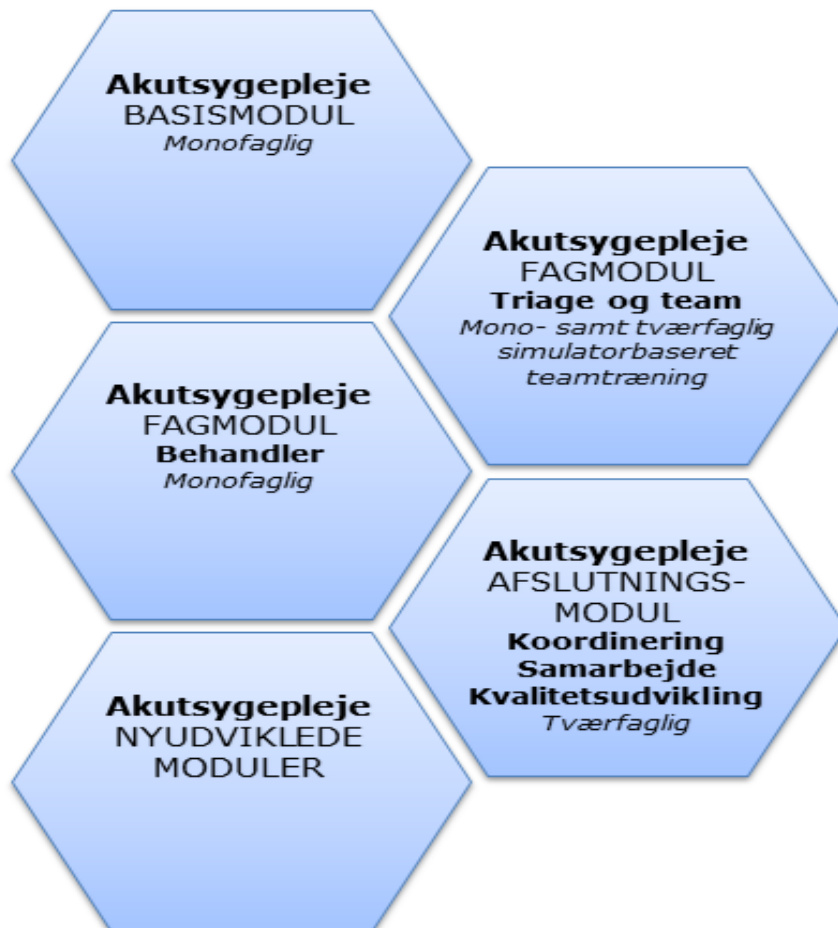 Akutsygepleje
BASISMODUL
Monofaglig
Akutsygepleje
FAGMODUL
Triage og team
Mono- samt tværfaglig
simulatorbaseret
teamtræning
Akutsygepleje
FAGMODUL
Behandler
Monofaglig
Akutsygepleje
AFSLUTNINGS-
MODUL
Koordinering
Samarbejde
Kvalitetsudvikling
Tværfaglig
Akutsygepleje
NYUDVIKLEDE
MODULER